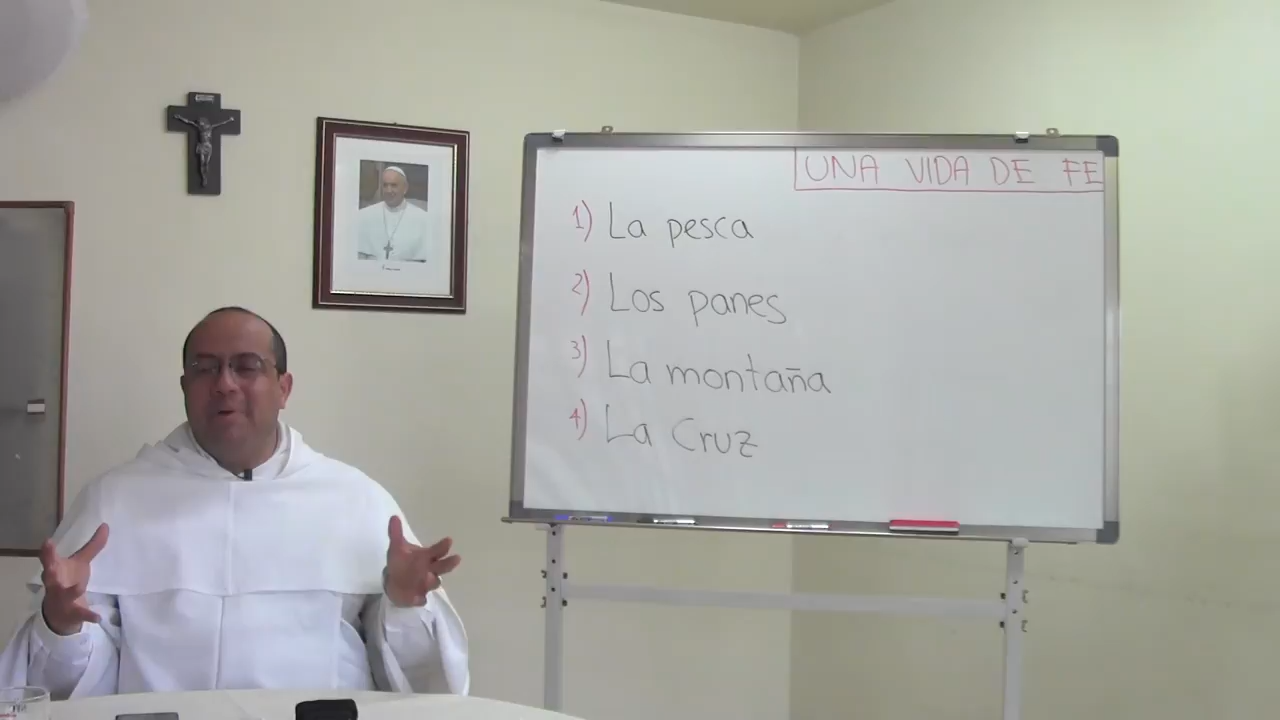 UNA VIDA DE FE
1) La pesca
2) Los panes
3) La montaña
4) La Cruz